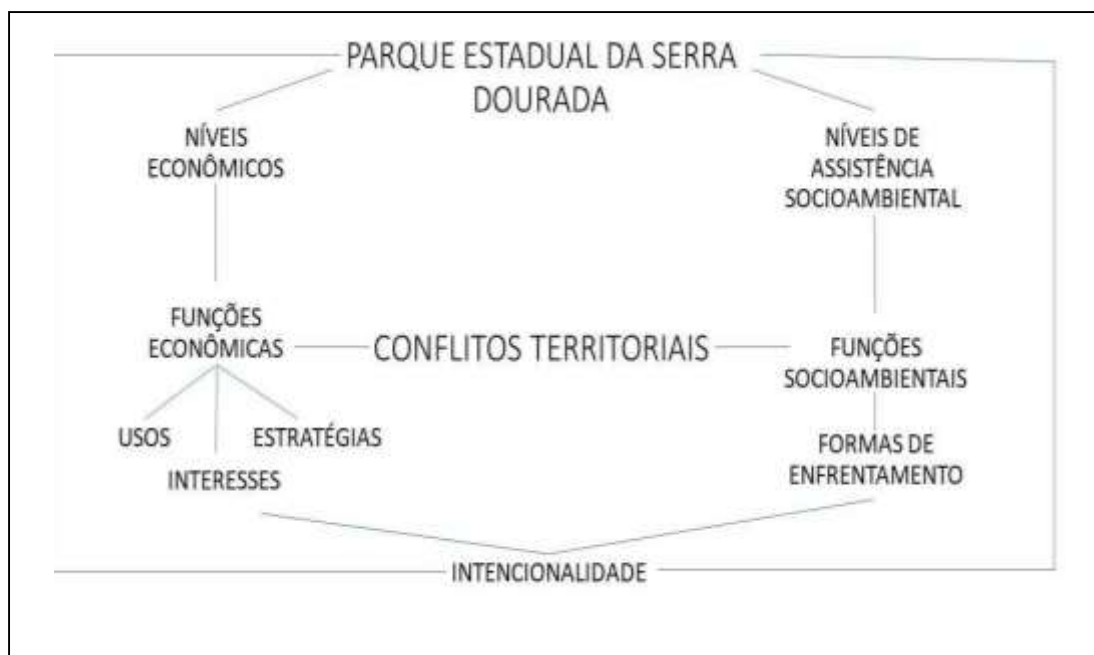 PARQUE ESTADUAL DA SERRA
DOURADA
NÍVEIS
ECONÔMICOS
NÍVEIS DE
ASSISTÊNCIA
SOCIOAMBIENTAL
FUNÇÕES
ECONÔMICAS
CONFLITOS TERRITORIAIS
FUNÇÕES
SOCIOAMBIENTAIS
USOS
ESTRATÉGIAS
INTERESSES
FORMAS DE
ENFRENTAMENTO
INTENCIONALIDADE